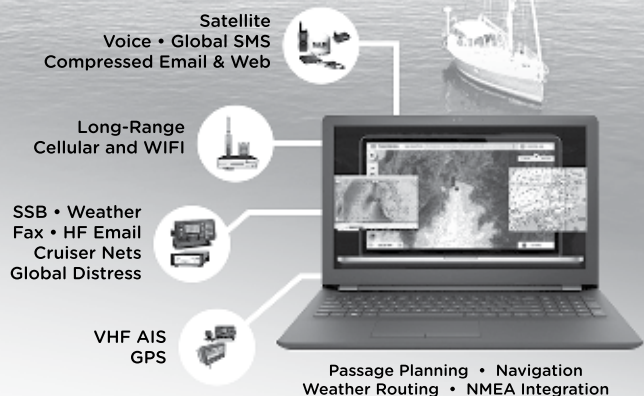 Satellite
Voice • Global SMS
Compressed Email & Web
Long-Range
Cellular and WIFI
SSB • Weather
Fax • HF Email
Cruiser Nets
Global Distress
VHF AIS
GPS
Passage Planning • Navigation
Weather Routing • NMEA Integration